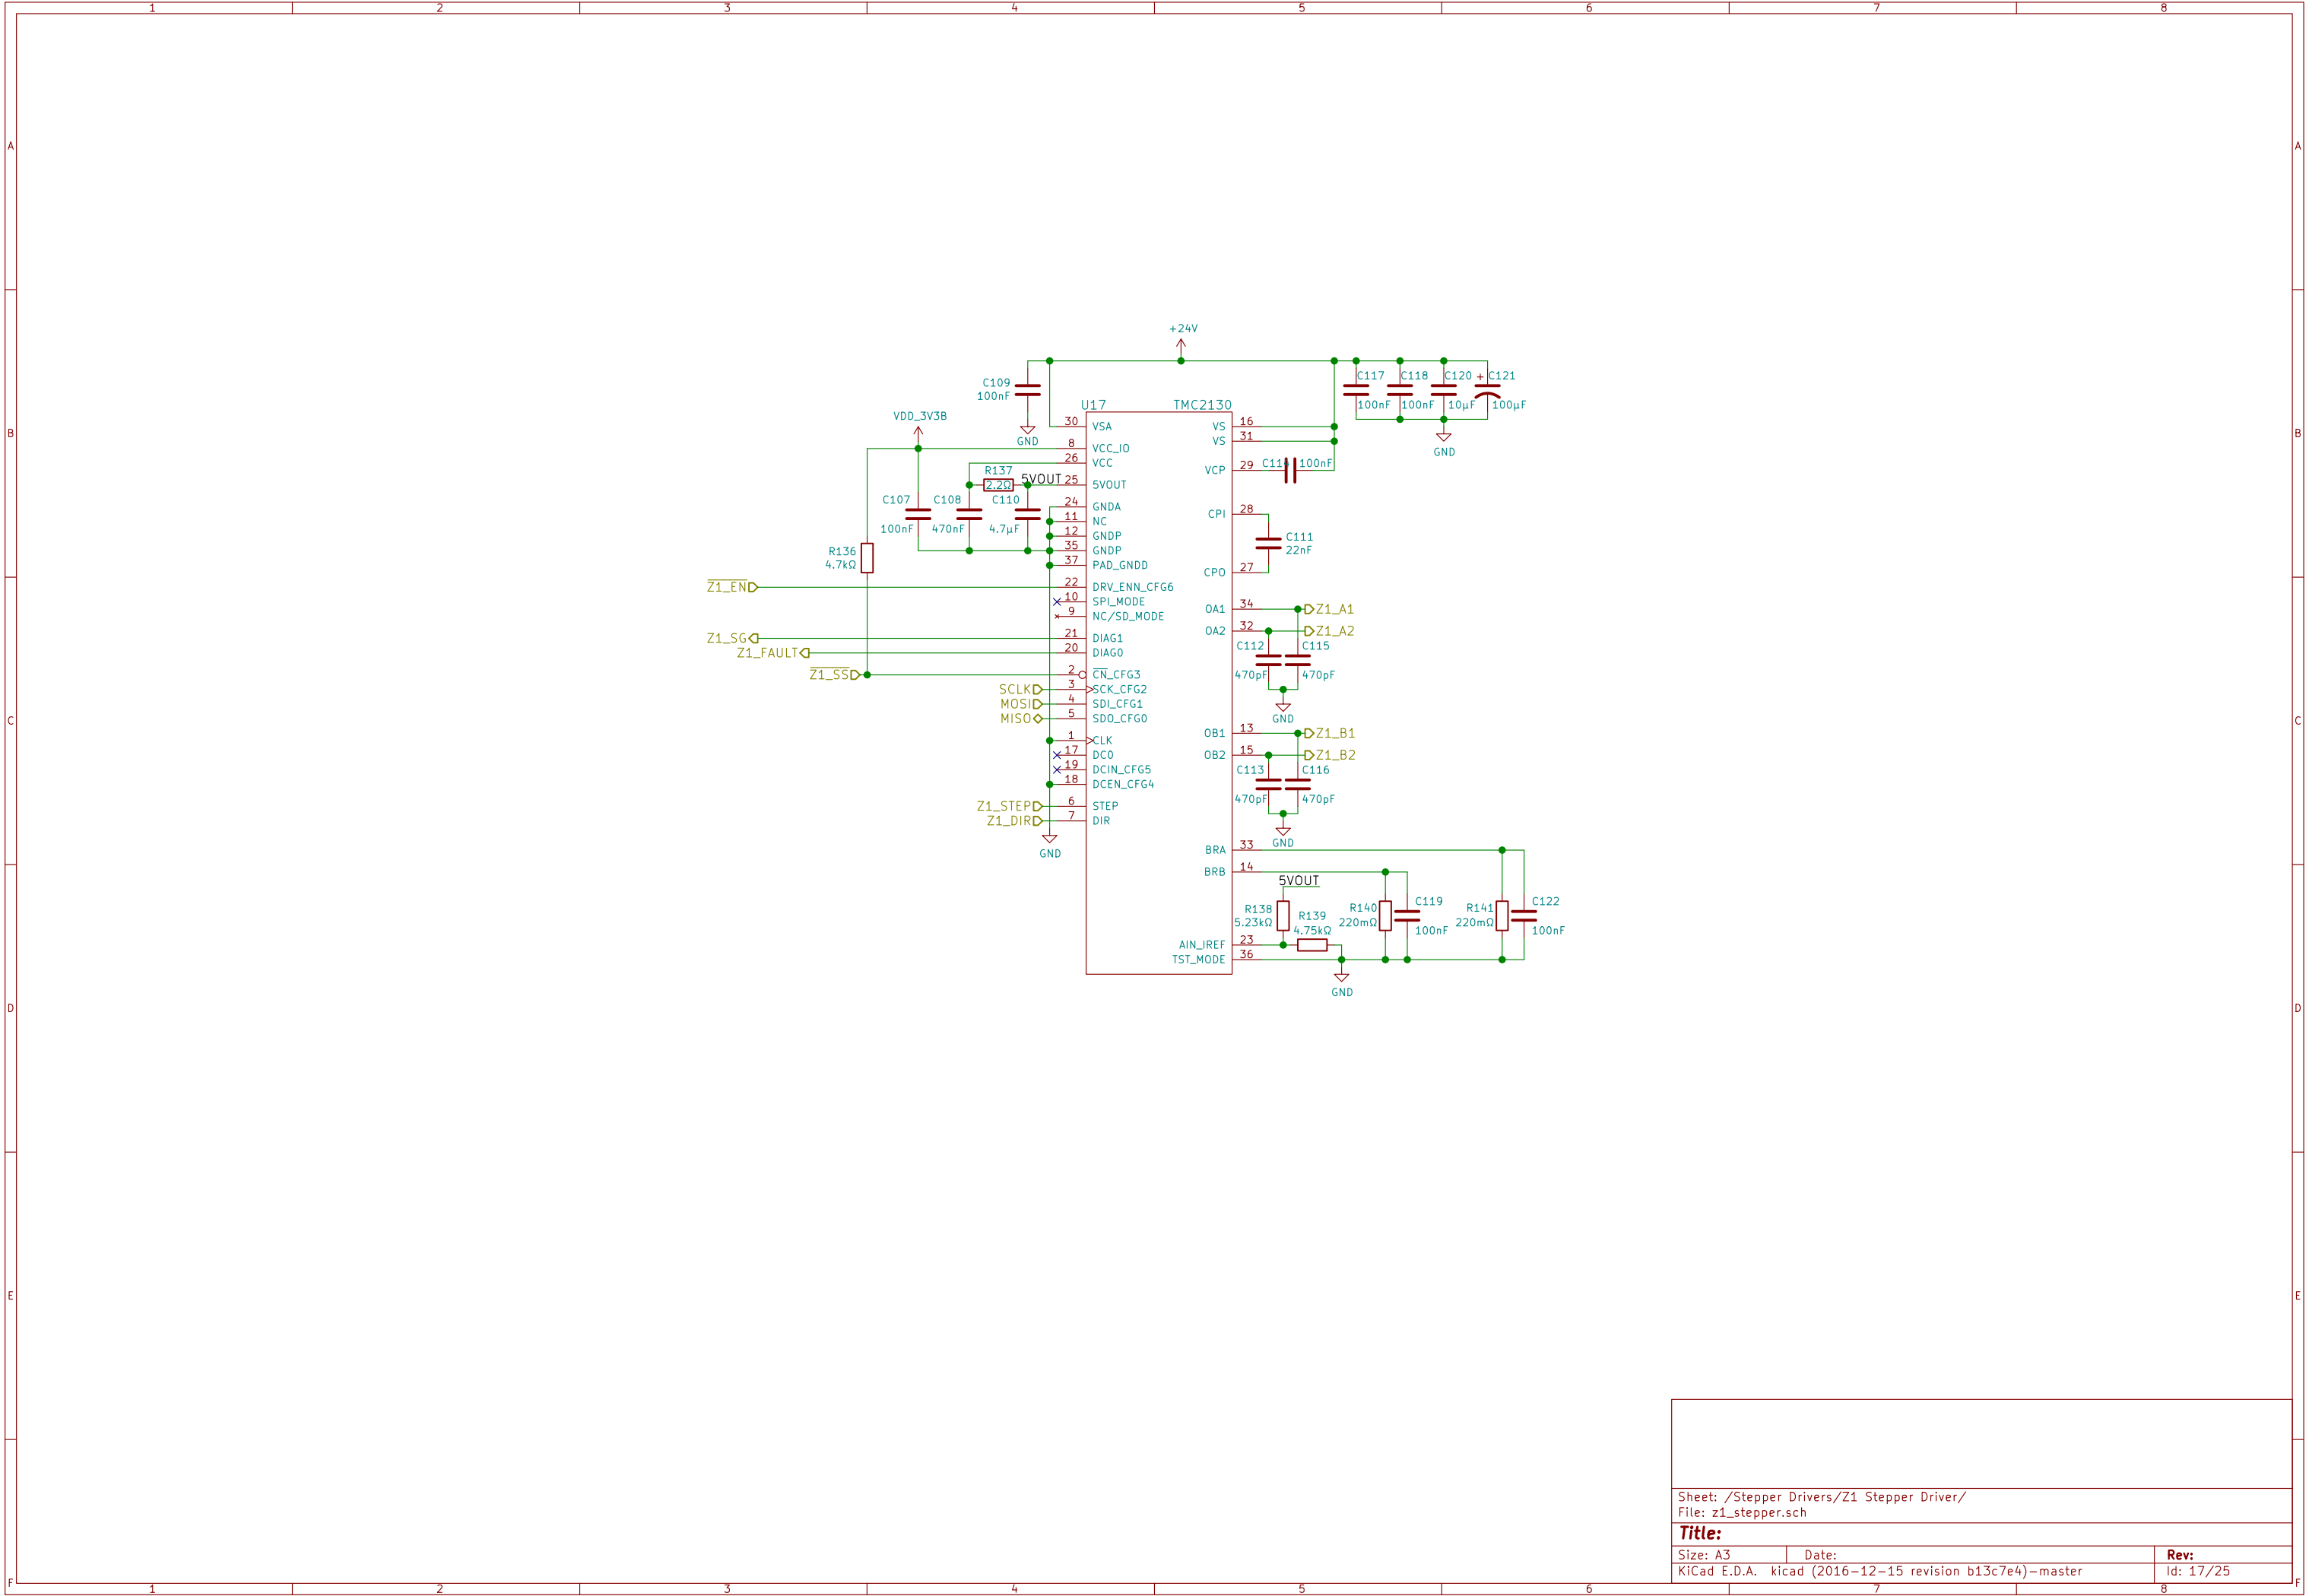 1 2 3 4 5 6 7 8
A A
B B
C C
D D
E E
F F
+24V
C109
100nF
GND
C117
100nF
C118
100nF
C120
10µF
+ C121
100µF
GND
VDD_3V3B
U17 TMC2130
30 VSA
8 VCC_IO
26 VCC
25 5VOUT
24 GNDA
11 NC
12 GNDP
35 GNDP
37 PAD_GNDD
22 DRV_ENN_CFG6
10 SPI_MODE
9 NC/SD_MODE
21 DIAG1
20 DIAG0
2 CN_CFG3
3 SCK_CFG2
4 SDI_CFG1
5 SDO_CFG0
1 CLK
17 DC0
19 DCIN_CFG5
18 DCEN_CFG4
6 STEP
7 DIR
VS 16
VS 31
VCP 29
CPI 28
CPO 27
OA1 34
OA2 32
OB1 13
OB2 15
BRA 33
BRB 14
AIN_IREF 23
TST_MODE 36
R137
2.2Ω
5VOUT
C107
100nF
C108
470nF
C110
4.7µF
R136
4.7kΩ
Z1_EN
Z1_SG
Z1_FAULT
Z1_SS
SCLK
MOSI
MISO
Z1_STEP
Z1_DIR
GND
100nF
C111
22nF
Z1_A1
Z1_A2
C112
470pF
C115
470pF
GND
Z1_B1
Z1_B2
C113
470pF
C116
470pF
GND
5VOUT
R138
5.23kΩ
R139
4.75kΩ
R140
220mΩ
C119
100nF
R141
220mΩ
C122
100nF
GND
Sheet: /Stepper Drivers/Z1 Stepper Driver/
File: z1_stepper.sch
Title:
Size: A3 Date: Rev:
KiCad E.D.A. kicad (2016-12-15 revision b13c7e4)-master Id: 17/25
1 2 3 4 5 6 7 8